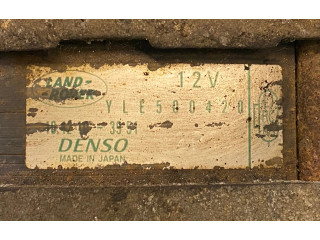 LAND-
ROVER
12V
YLE500420
DENSO
MADE IN JAPAN